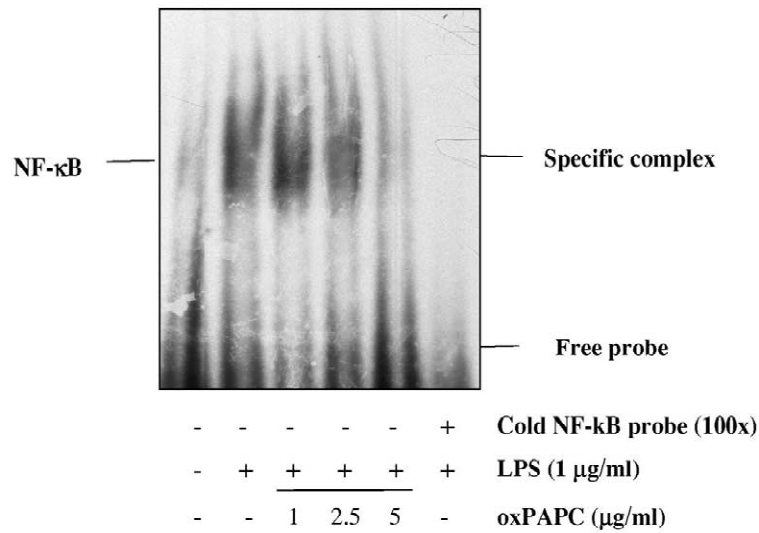 NF-κB
Specific complex
Free probe
- - - - - + Cold NF-kB probe (100x)
- + + + + + LPS (1 µg/ml)
- - 1 2.5 5 - oxPAPC (µg/ml)